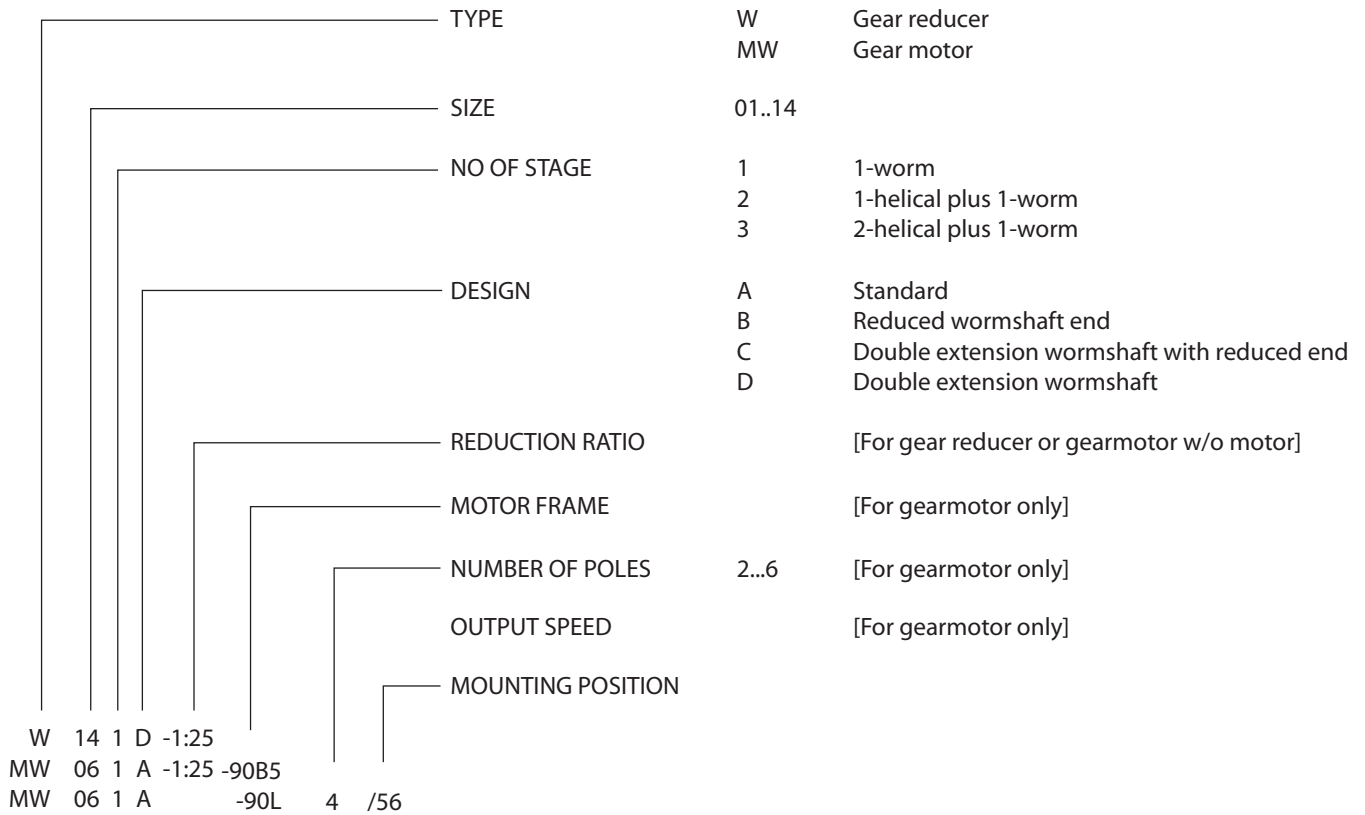 TYPE W Gear reducer
MW Gear motor
SIZE 01..14
NO OF STAGE 1 1-worm
2 1-helical plus 1-worm
3 2-helical plus 1-worm
DESIGN A Standard
B Reduced wormshaft end
C Double extension wormshaft with reduced end
D Double extension wormshaft
REDUCTION RATIO [For gear reducer or gearmotor w/o motor]
MOTOR FRAME [For gearmotor only]
NUMBER OF POLES 2...6 [For gearmotor only]
OUTPUT SPEED [For gearmotor only]
MOUNTING POSITION
W 14 1 D -1:25
MW 06 1 A -1:25 -90B5
MW 06 1 A -90L 4 /56